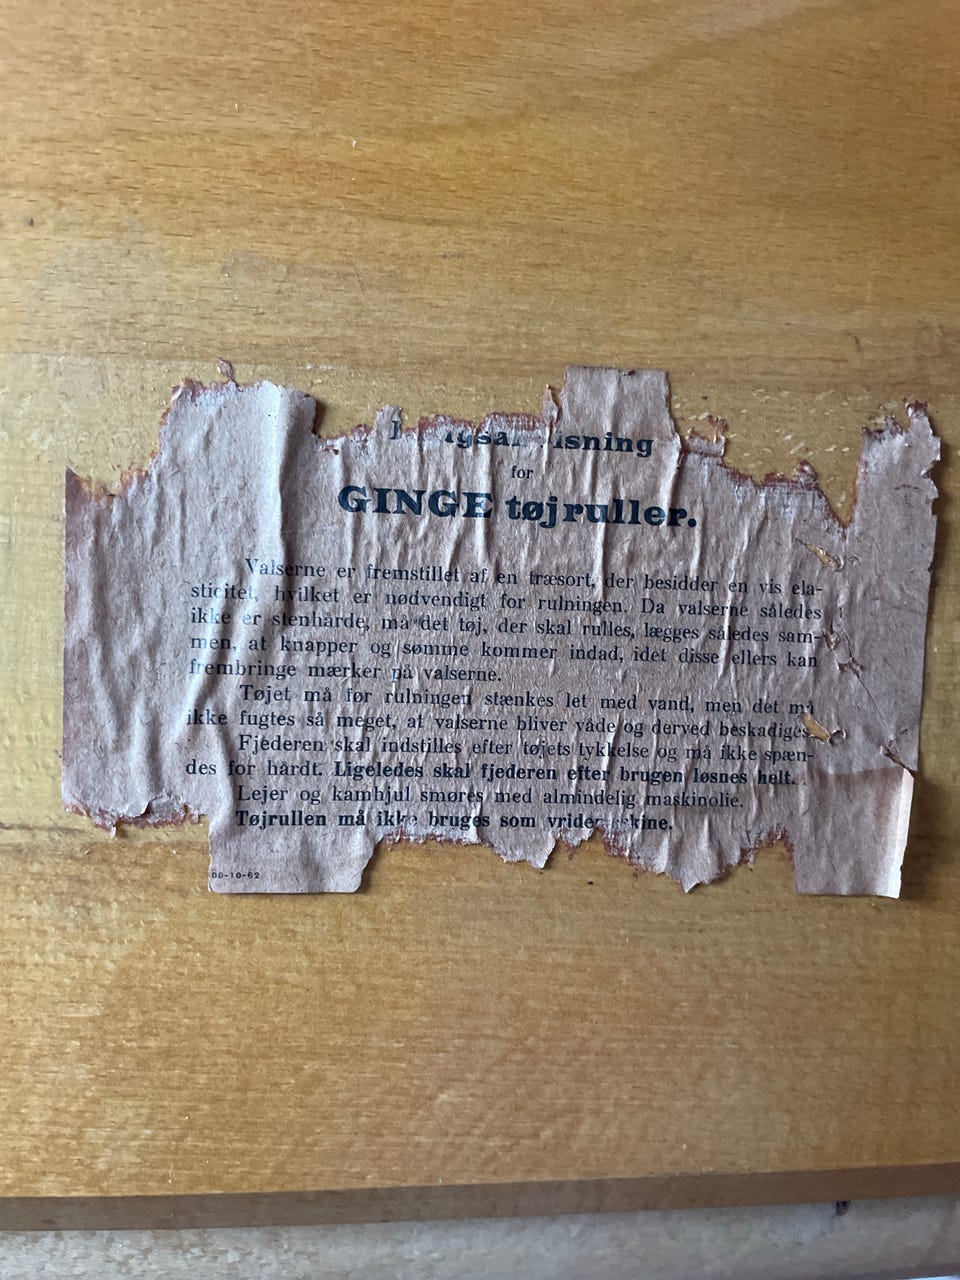 for
GINGE tøjruller.
Valserne er fremstillet af en træsort, der besidder en vis ela-
sticitet, hvilket er nødvendigt for rulningen. Da valserne således
ikke er stenhårde, må det tøj, der skal rulles, lægges således sam-
men, at knapper og sømme kommer indad, idet disse ellers kan
frembringe mærker på valserne.
Tøjet må før rulningen stænkes let med vand, men det må
ikke fugtes så meget, at valserne bliver våde og derved beskadiges.
Fjederen skal indstilles efter tøjets tykkelse og må ikke spæn-
des for hårdt. Ligeledes skal fjederen efter brugen løsnes helt.
Lejer og kamhjul smøres med almindelig maskinolie.
Tøjrullen må ikke bruges som
00-10-62